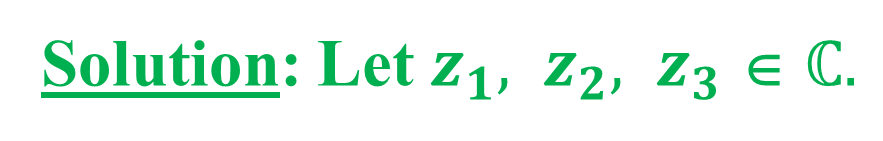 Solution: Let z₁, z₂, z₃ ∈ ℂ.